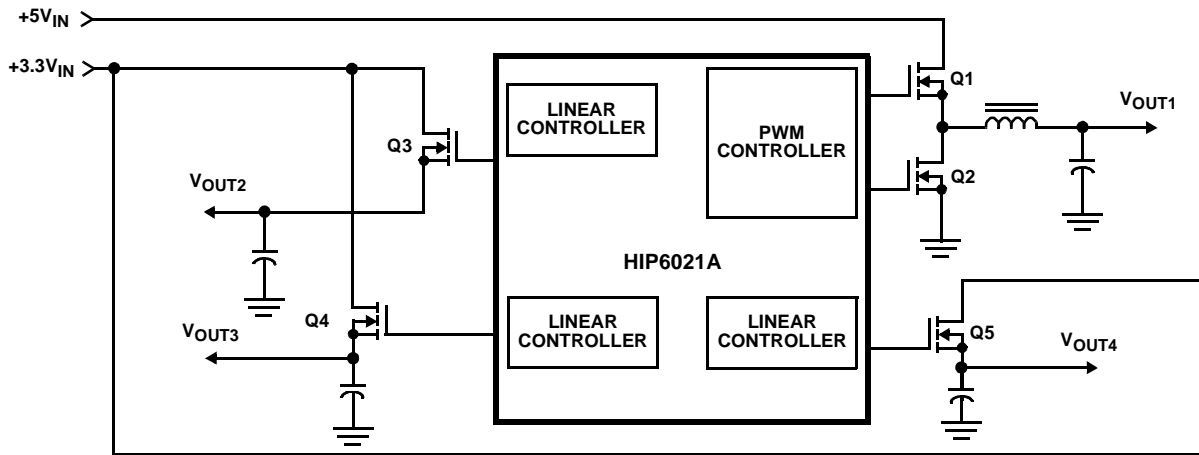 +5VIN
+3.3VIN
Q1
LINEAR
CONTROLLER
PWM
CONTROLLER
VOUT1
Q3
Q2
VOUT2
HIP6021A
Q4
LINEAR
CONTROLLER
LINEAR
CONTROLLER
Q5
VOUT3
VOUT4